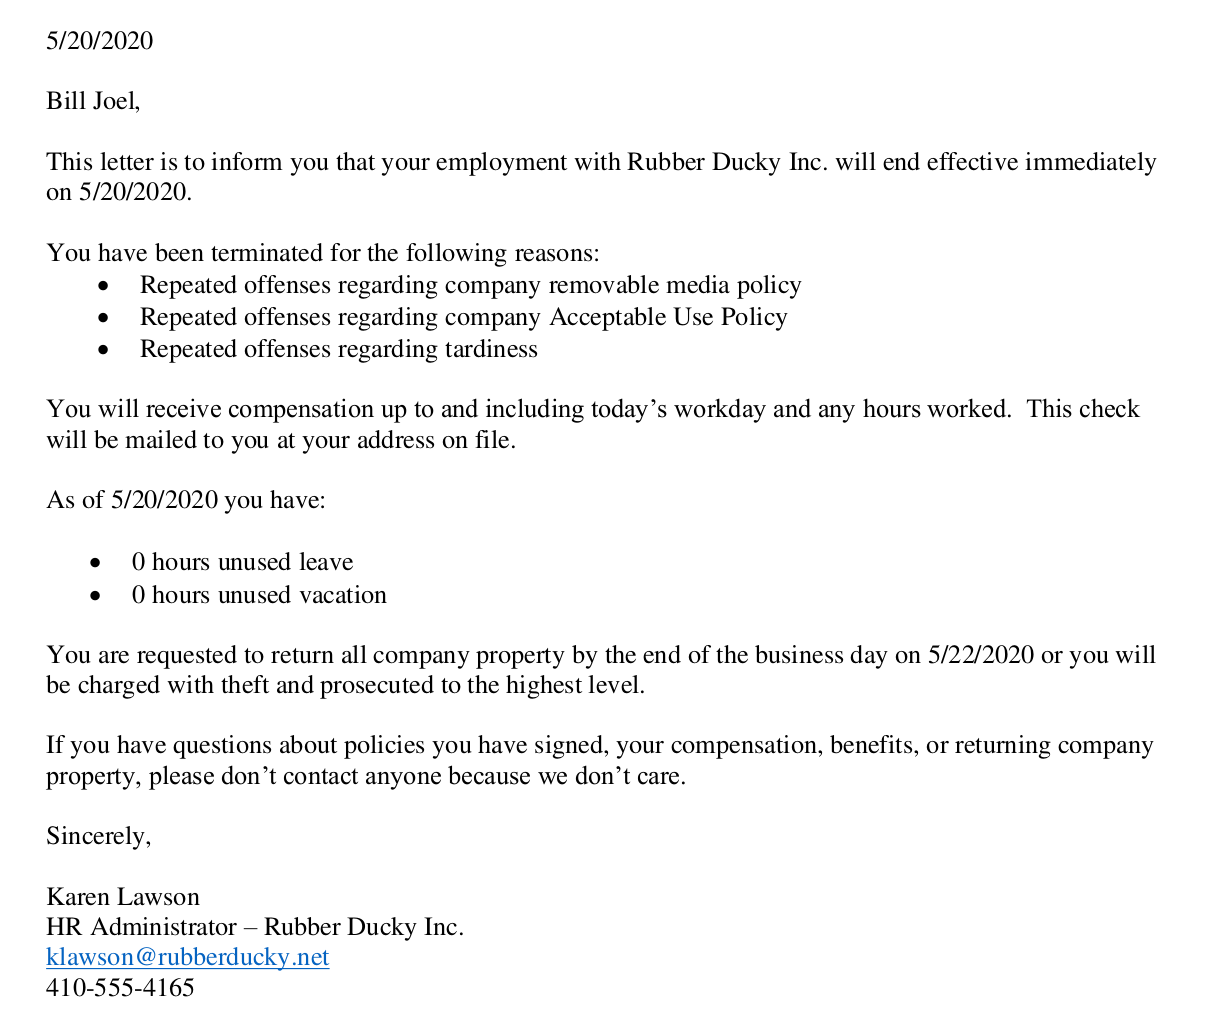 5/20/2020
Bill Joel,
This letter is to inform you that your employment with Rubber Ducky Inc. will end effective immediately
on 5/20/2020.
You have been terminated for the following reasons:
• Repeated offenses regarding company removable media policy
• Repeated offenses regarding company Acceptable Use Policy
• Repeated offenses regarding tardiness
You will receive compensation up to and including today’s workday and any hours worked.  This check
will be mailed to you at your address on file.
As of 5/20/2020 you have:
• 0 hours unused leave
• 0 hours unused vacation
You are requested to return all company property by the end of the business day on 5/22/2020 or you will
be charged with theft and prosecuted to the highest level.
If you have questions about policies you have signed, your compensation, benefits, or returning company
property, please don’t contact anyone because we don’t care.
Sincerely,
Karen Lawson
HR Administrator – Rubber Ducky Inc.
klawson@rubberducky.net
410-555-4165